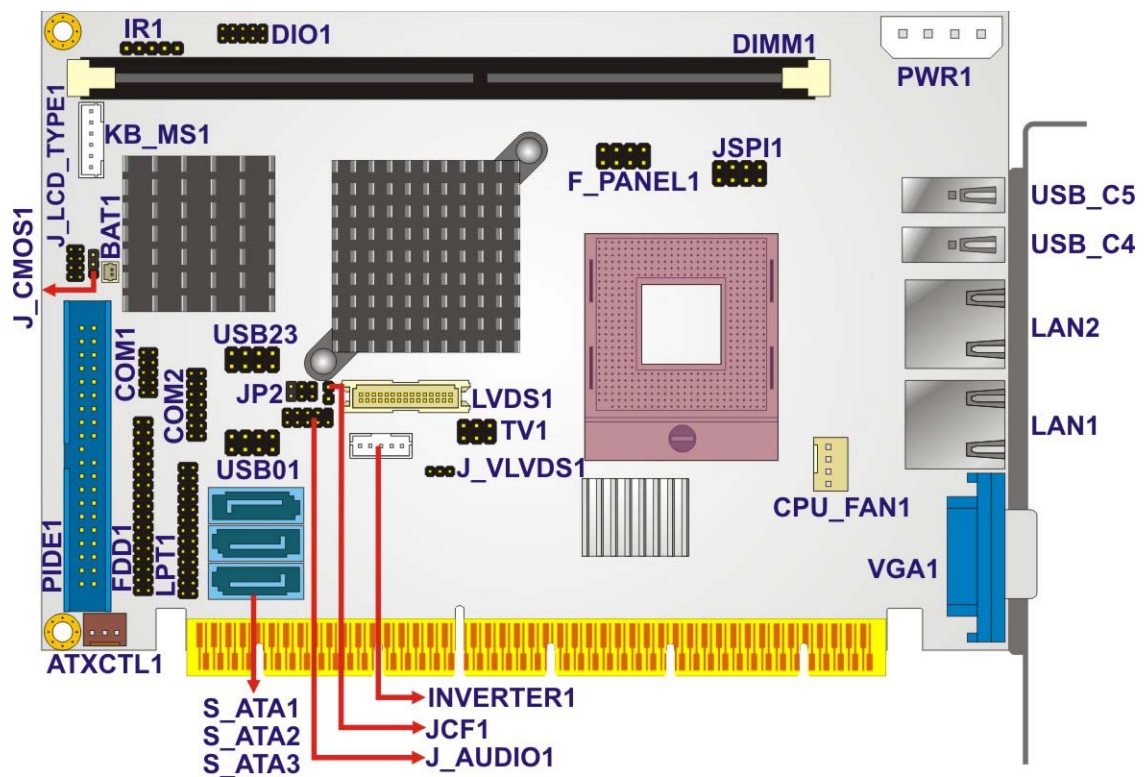 IR1
DIO1
DIMM1
PWR1
J_LCD_TYPE1
KB_MS1
F_PANEL1
JSPI1
USB_C5
J_CMOS1
BAT1
USB_C4
LAN2
COM1
USB23
COM2
JP2
LVDS1
TV1
LAN1
USB01
J_VLVDS1
CPU_FAN1
PIDE1
FDD1
LPT1
VGA1
ATXCTL1
S_ATA1
S_ATA2
S_ATA3
INVERTER1
JCF1
J_AUDIO1